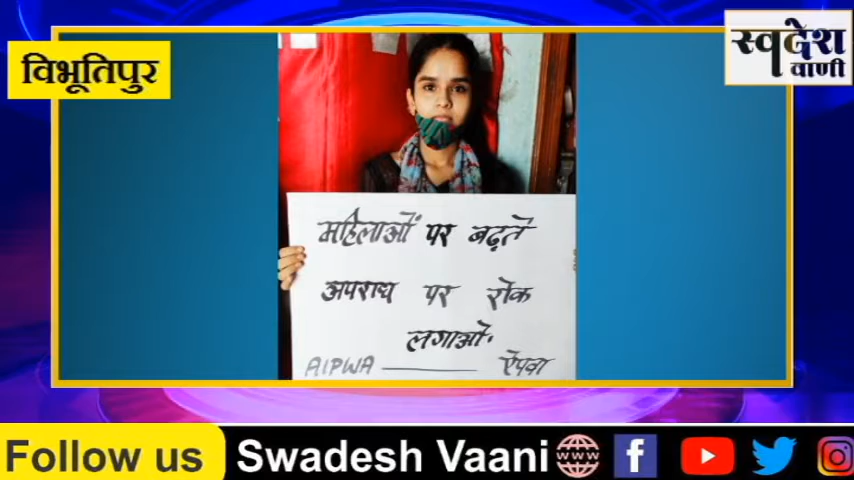 विभूतिपुर
स्वदेश
वाणी
महिलाओं पर बढ़ते
अपराध पर रोक
लगाओ.
AIPWA ——— ऐपवा
Follow us Swadesh Vaani